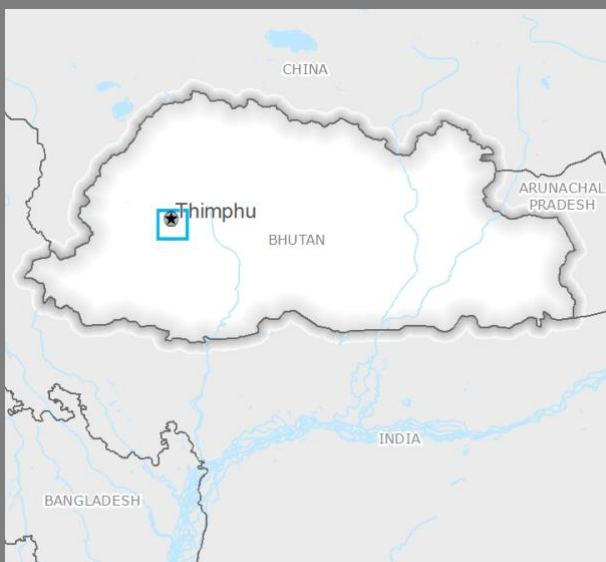 CHINA
ARUNACHAL
PRADESH
Thimphu
BHUTAN
INDIA
BANGLADESH